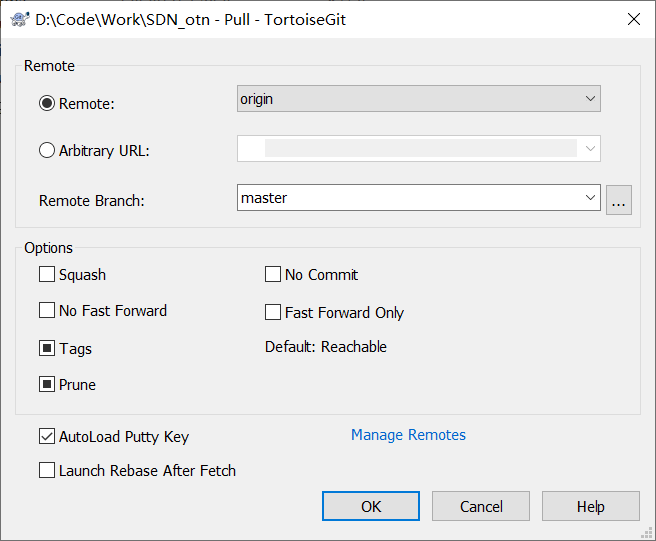 D:\Code\Work\SDN_otn - Pull - TortoiseGit
Remote
Remote:
origin
Arbitrary URL:
Remote Branch:
master
...
Options
Squash
No Commit
No Fast Forward
Fast Forward Only
Tags
Default: Reachable
Prune
AutoLoad Putty Key
Manage Remotes
Launch Rebase After Fetch
OK
Cancel
Help